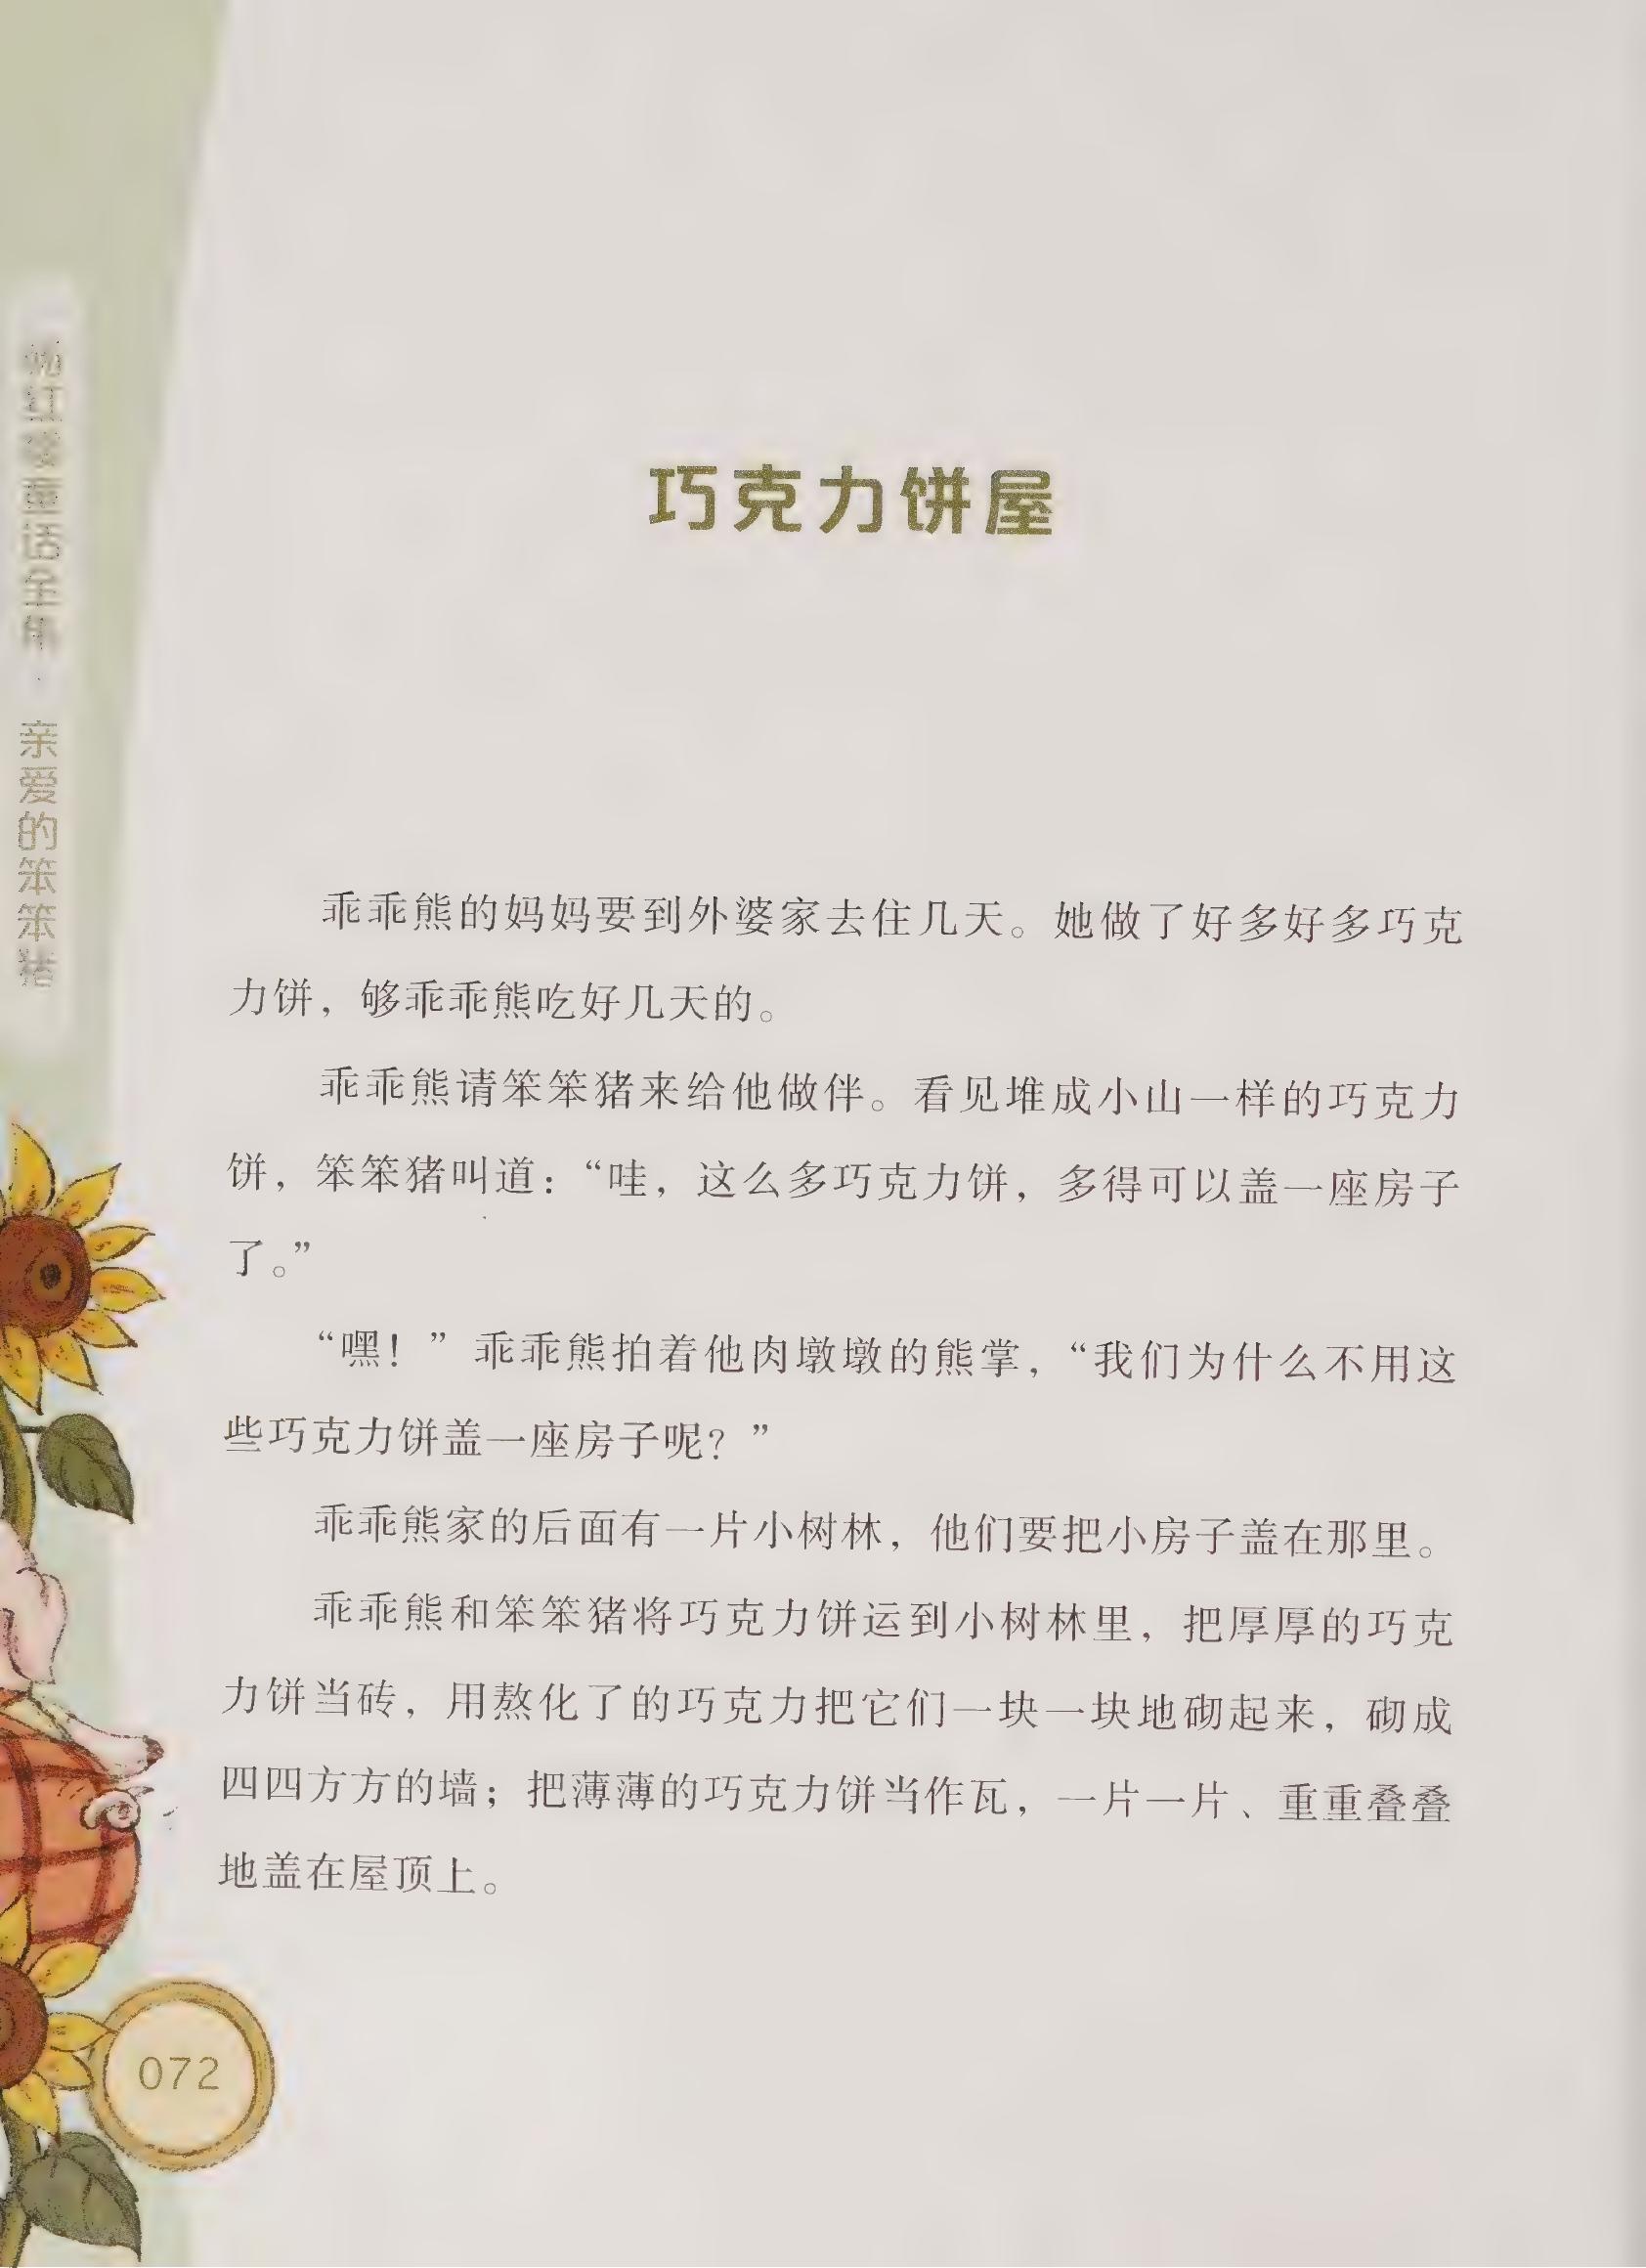 巧克力饼屋
乖乖熊的妈妈要到外婆家去住几天。她做了好多好多巧克
力饼，够乖乖熊吃好几天的。
乖乖熊请笨笨猪来给他做伴。看见堆成小山一样的巧克力
饼，笨笨猪叫道：“哇，这么多巧克力饼，多得可以盖一座房子
了。”
“嘿！”乖乖熊拍着他肉墩墩的熊掌，“我们为什么不用这
些巧克力饼盖一座房子呢？”
乖乖熊家的后面有一片小树林，他们要把小房子盖在那里。
乖乖熊和笨笨猪将巧克力饼运到小树林里，把厚厚的巧克
力饼当砖，用熬化了的巧克力把它们一块一块地砌起来，砌成
四四方方的墙；把薄薄的巧克力饼当作瓦，一片一片、重重叠叠
地盖在屋顶上。
红樱童话全集·亲爱的笨笨猪
072